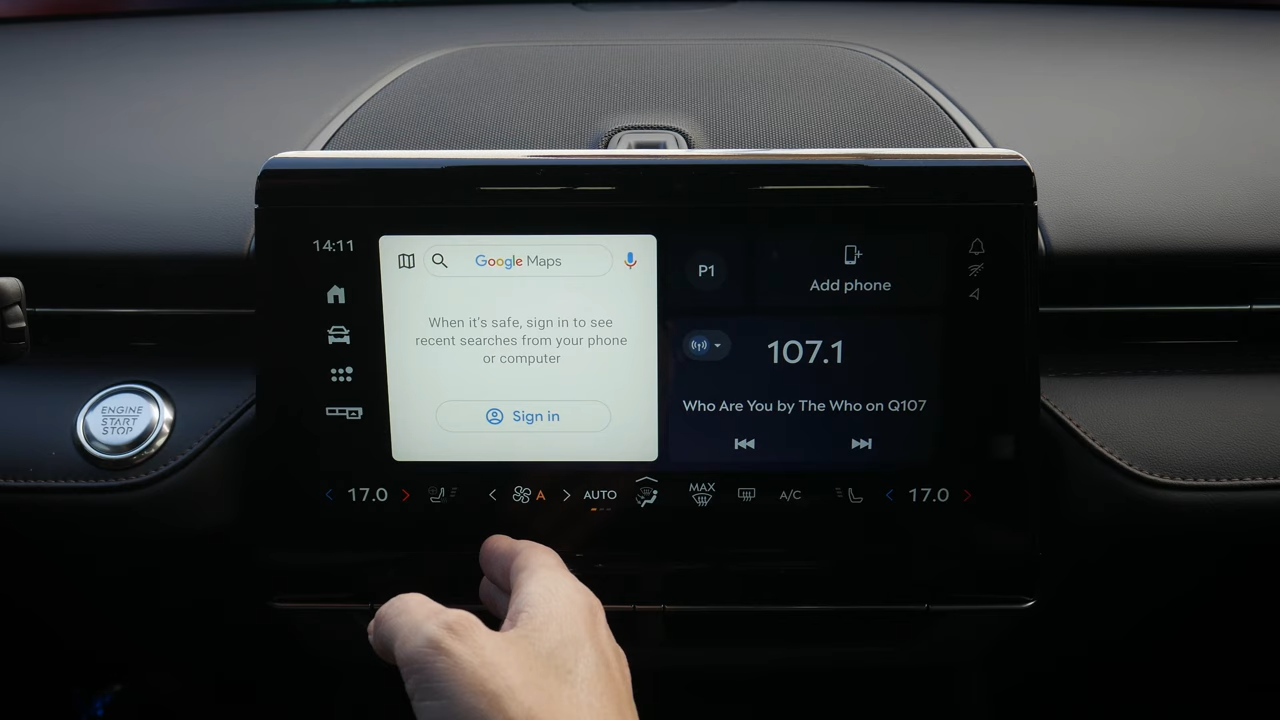 14:11
Google Maps
When it's safe, sign in to see
recent searches from your phone
or computer
Sign in
P1
Add phone
107.1
Who Are You by The Who on Q107
ENGINE
START
STOP
17.0
A
AUTO
MAX
A/C
17.0